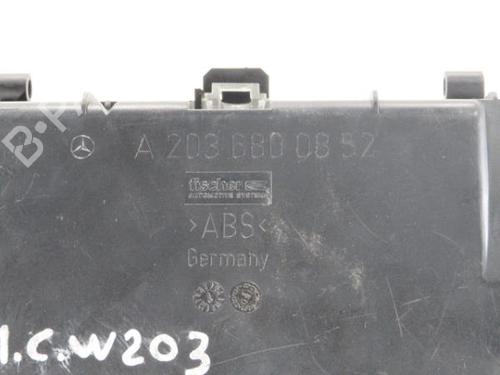 A 203 680 08 52
fischer
AUTOMOTIVE SYSTEMS
>ABS<
Germany
.C.W203